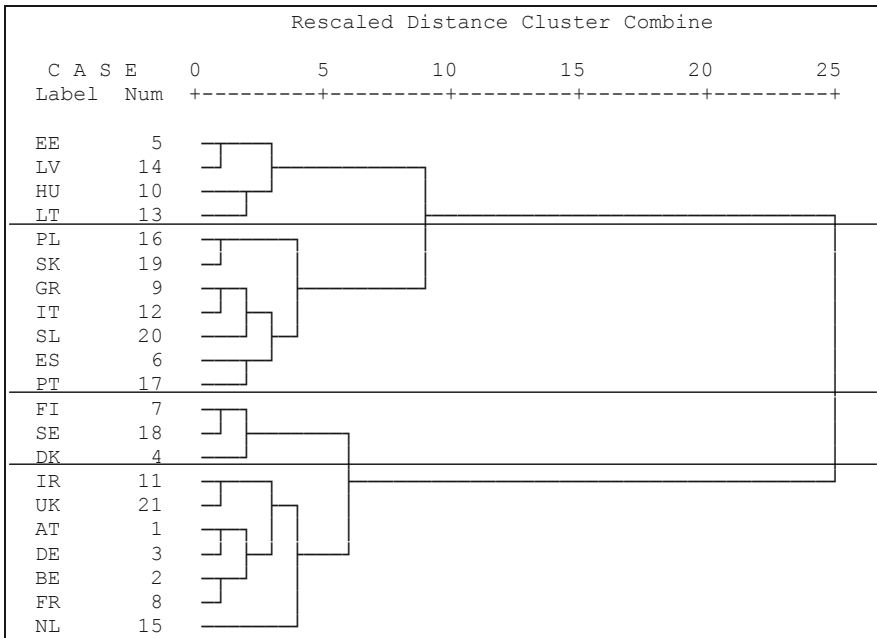 Rescaled Distance Cluster Combine
C A S E 0 5 10 15 20 25
Label Num +---------+---------+---------+---------+---------+
EE 5
LV 14
HU 10
LT 13
PL 16
SK 19
GR 9
IT 12
SL 20
ES 6
PT 17
FI 7
SE 18
DK 4
IR 11
UK 21
AT 1
DE 3
BE 2
FR 8
NL 15